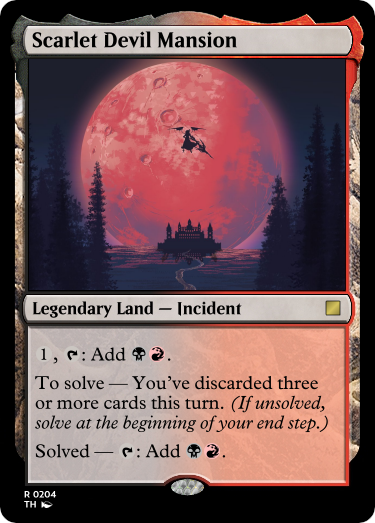 Scarlet Devil Mansion
Legendary Land — Incident
1 , : Add .
To solve — You've discarded three
or more cards this turn. (If unsolved,
solve at the beginning of your end step.)
Solved — : Add .
R 0204
TH